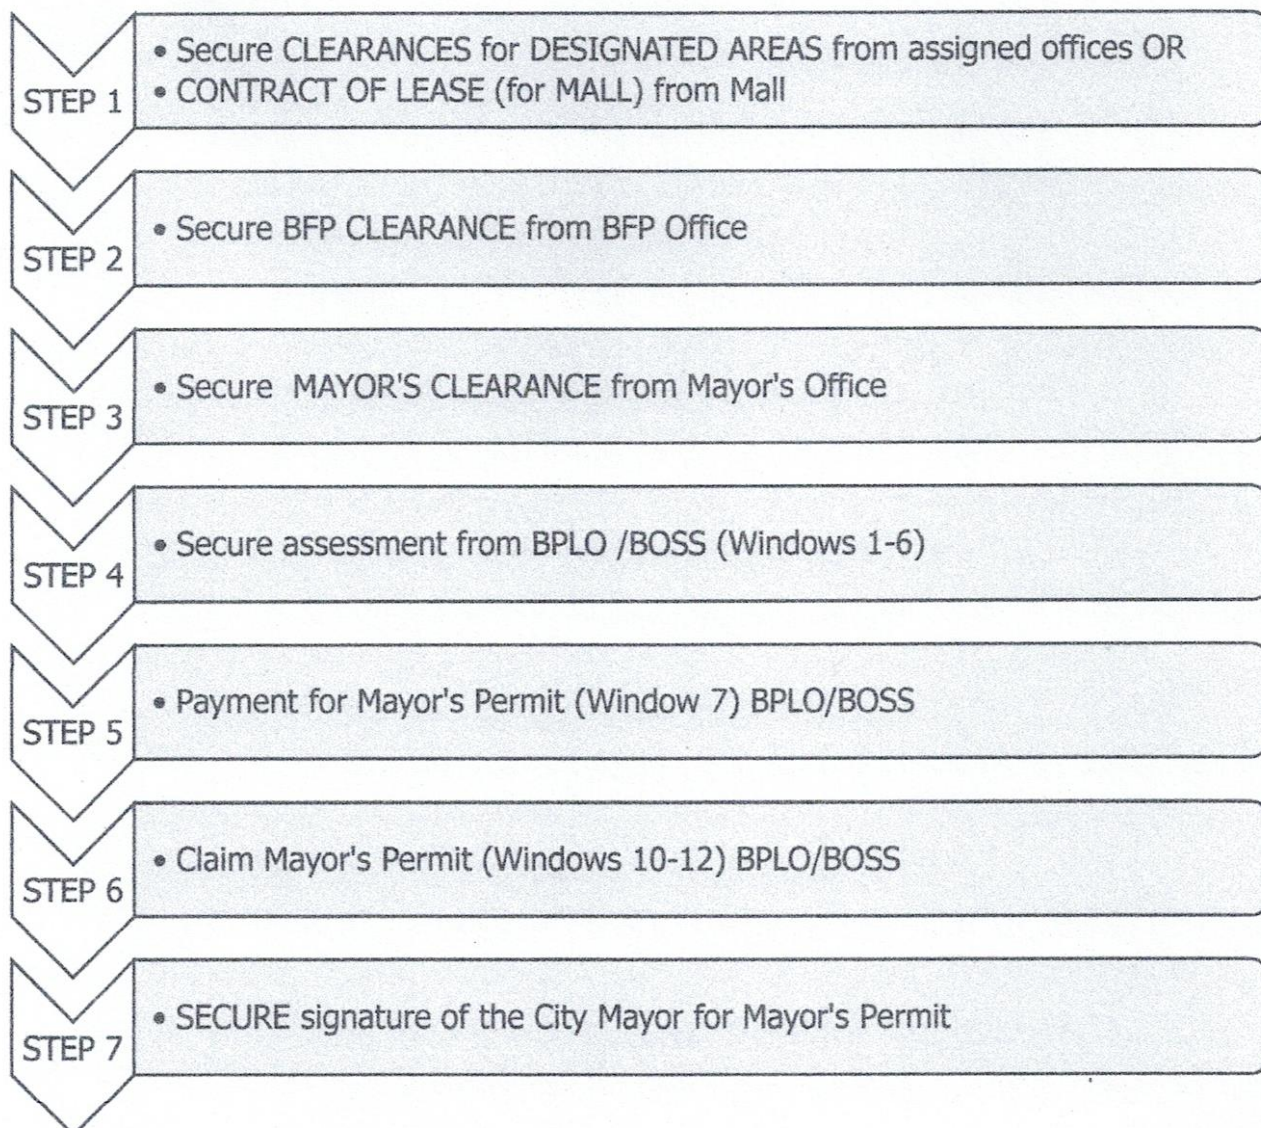 STEP 1
• Secure CLEARANCES for DESIGNATED AREAS from assigned offices OR
• CONTRACT OF LEASE (for MALL) from Mall
STEP 2
• Secure BFP CLEARANCE from BFP Office
STEP 3
• Secure MAYOR'S CLEARANCE from Mayor's Office
STEP 4
• Secure assessment from BPLO /BOSS (Windows 1-6)
STEP 5
• Payment for Mayor's Permit (Window 7) BPLO/BOSS
STEP 6
• Claim Mayor's Permit (Windows 10-12) BPLO/BOSS
STEP 7
• SECURE signature of the City Mayor for Mayor's Permit